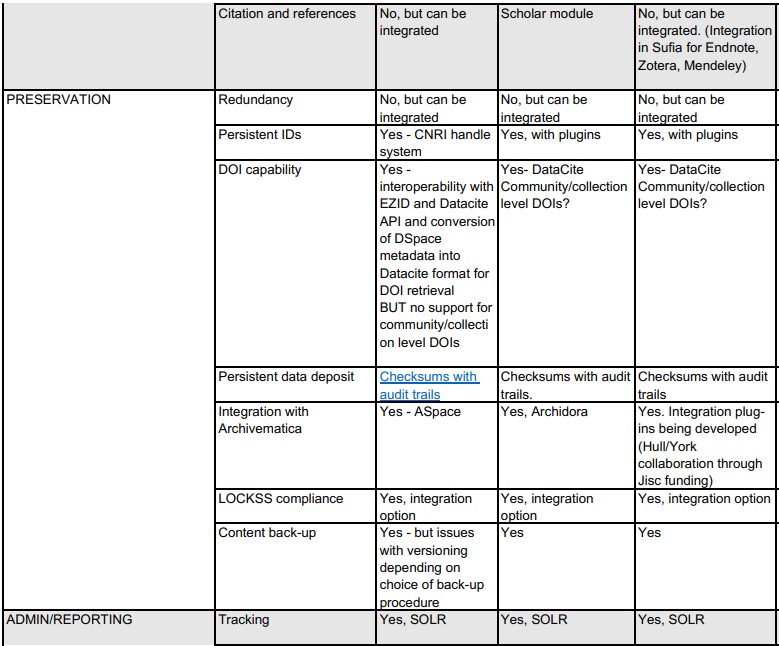 Citation and references
No, but can be
integrated
Scholar module
No, but can be
integrated. (Integration
in Sufia for Endnote,
Zotera, Mendeley)
PRESERVATION
Redundancy
No, but can be
integrated
No, but can be
integrated
No, but can be
integrated
Persistent IDs
Yes - CNRI handle
system
Yes, with plugins
Yes, with plugins
DOI capability
Yes -
interoperability with
EZID and Datacite
API and conversion
of DSpace
metadata into
Datacite format for
DOI retrieval
BUT no support for
community/collecti
on level DOIs
Yes- DataCite
Community/collection
level DOIs?
Yes- DataCite
Community/collection
level DOIs?
Persistent data deposit
Checksums with
audit trails
Checksums with audit
trails.
Checksums with audit
trails
Integration with
Archivematica
Yes - ASpace
Yes, Archidora
Yes. Integration plug-
ins being developed
(Hull/York
collaboration through
Jisc funding)
LOCKSS compliance
Yes, integration
option
Yes, integration
option
Yes, integration option
Content back-up
Yes - but issues
with versioning
depending on
choice of back-up
procedure
Yes
Yes
ADMIN/REPORTING
Tracking
Yes, SOLR
Yes, SOLR
Yes, SOLR